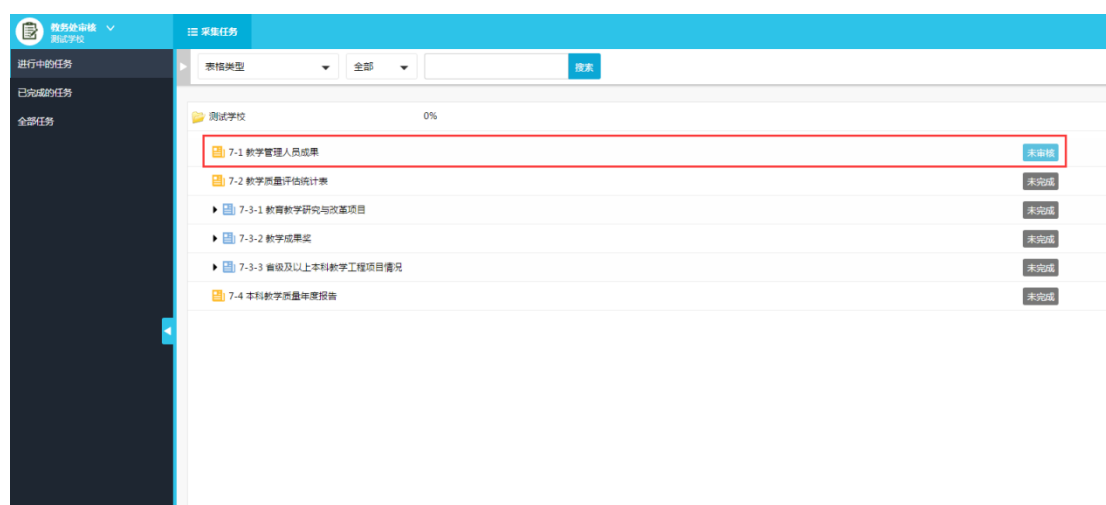 教务处审核
测试学校
采集任务
进行中的任务
已完成的任务
全部任务
表格类型 全部 搜索
测试学校 0%
7-1 教学管理人员成果 未审核
7-2 教学质量评估统计表 未完成
7-3-1 教育教学研究与改革项目 未完成
7-3-2 教学成果奖 未完成
7-3-3 省级及以上本科教学工程项目情况 未完成
7-4 本科教学质量年度报告 未完成